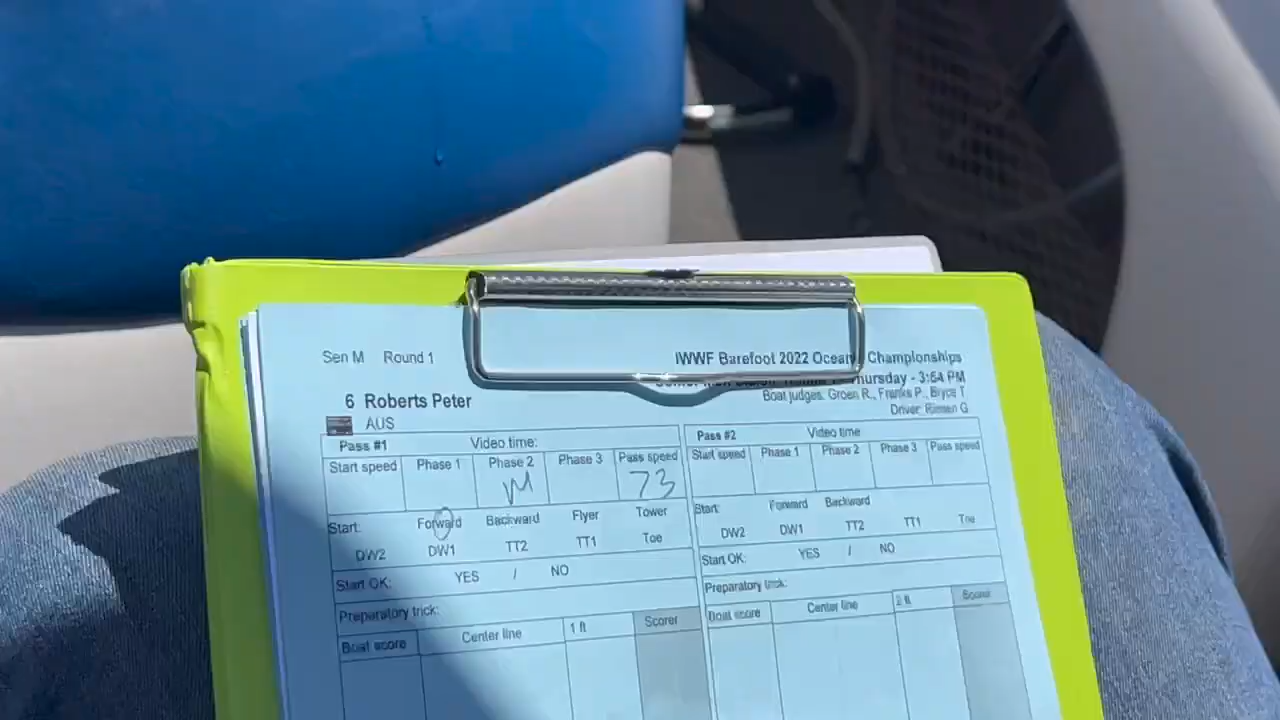 Sen M Round 1
IWWF Barefoot 2022 Ocean Championships
Thursday - 3:54 PM
6 Roberts Peter
Boat judges: Groen R., Franks P., Bryce T
AUS
Driver:
Pass #1 Video time:
Start speed Phase 1 Phase 2 Phase 3 Pass speed
M 73
Start: Forward Backward Flyer Tower
DW2 DW1 TT2 TT1 Toe
Start OK: YES / NO
Preparatory trick:
Boat score Center line 1 ft Scorer
Pass #2 Video time
Start speed Phase 1 Phase 2 Phase 3 Pass speed
Start: Forward Backward
DW2 DW1 TT2 TT1 Toe
Start OK: YES / NO
Preparatory trick:
Boat score Center line 2 ft Scorer